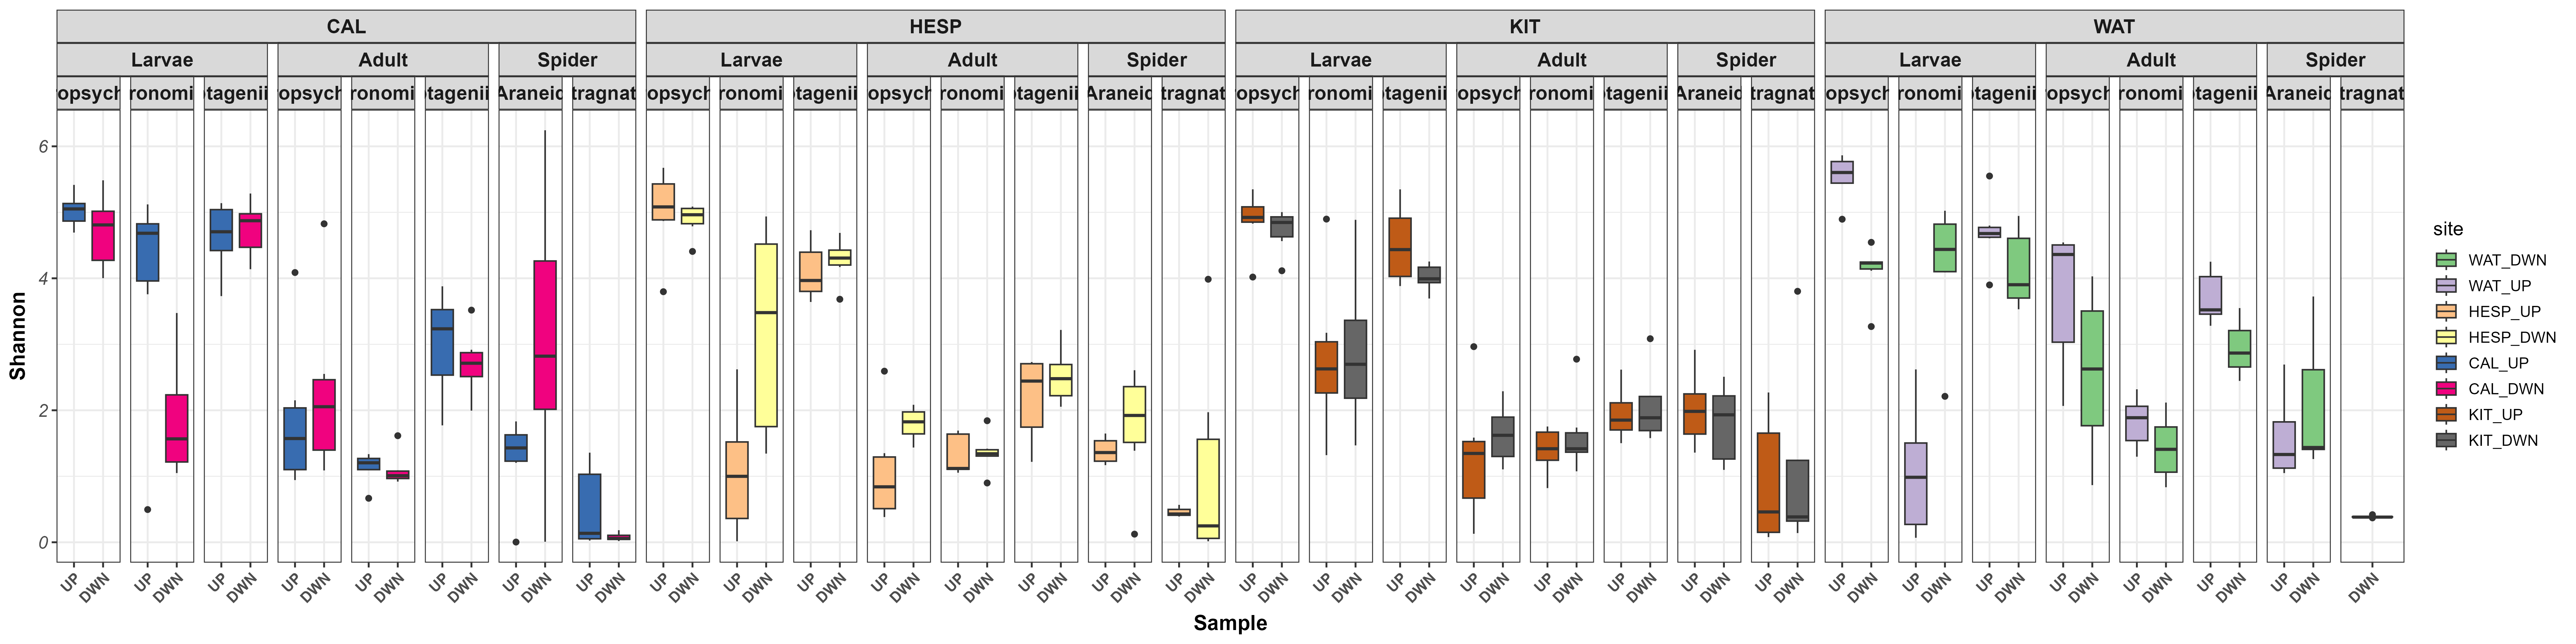 CAL HESP KIT WAT
Larvae Adult Spider Larvae Adult Spider Larvae Adult Spider Larvae Adult Spider
opsych ronomi tagenii opsych ronomi tagenii Araneid tragnat opsych ronomi tagenii opsych ronomi tagenii Araneid tragnat opsych ronomi tagenii opsych ronomi tagenii Araneid tragnat opsych ronomi tagenii opsych ronomi tagenii Araneid tragnat
6
4
2
0
Shannon
UP DWN UP DWN UP DWN UP DWN UP DWN UP DWN UP DWN UP DWN UP DWN UP DWN UP DWN UP DWN UP DWN UP DWN UP DWN UP DWN UP DWN UP DWN UP DWN UP DWN UP DWN UP DWN UP DWN UP DWN UP DWN UP DWN UP DWN UP DWN UP DWN UP DWN UP DWN DWN
Sample
site
WAT_DWN
WAT_UP
HESP_UP
HESP_DWN
CAL_UP
CAL_DWN
KIT_UP
KIT_DWN